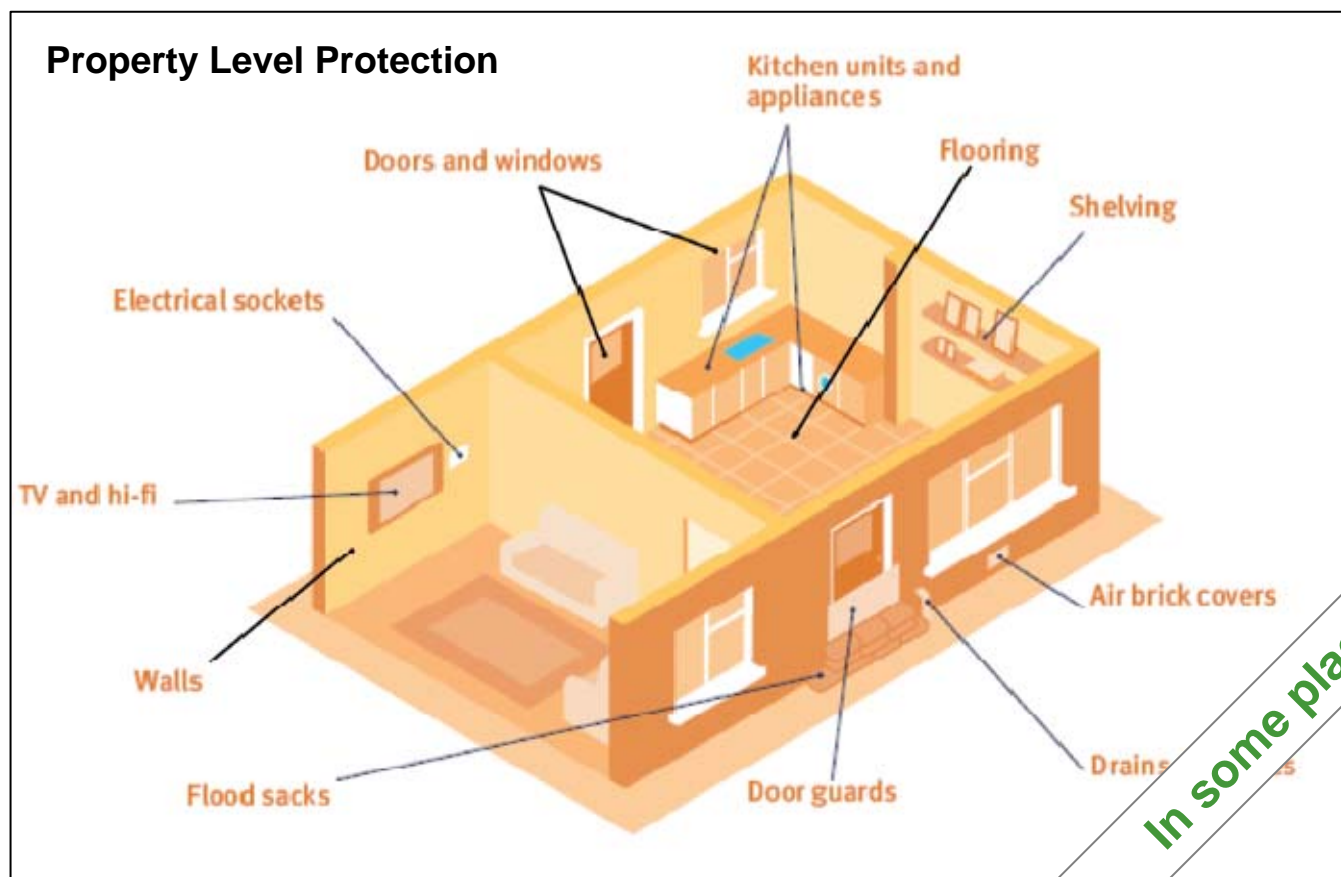 Property Level Protection
Kitchen units and
appliances
Doors and windows
Flooring
Shelving
Electrical sockets
TV and hi-fi
Air brick covers
Walls
Drains
Door guards
Flood sacks
In some